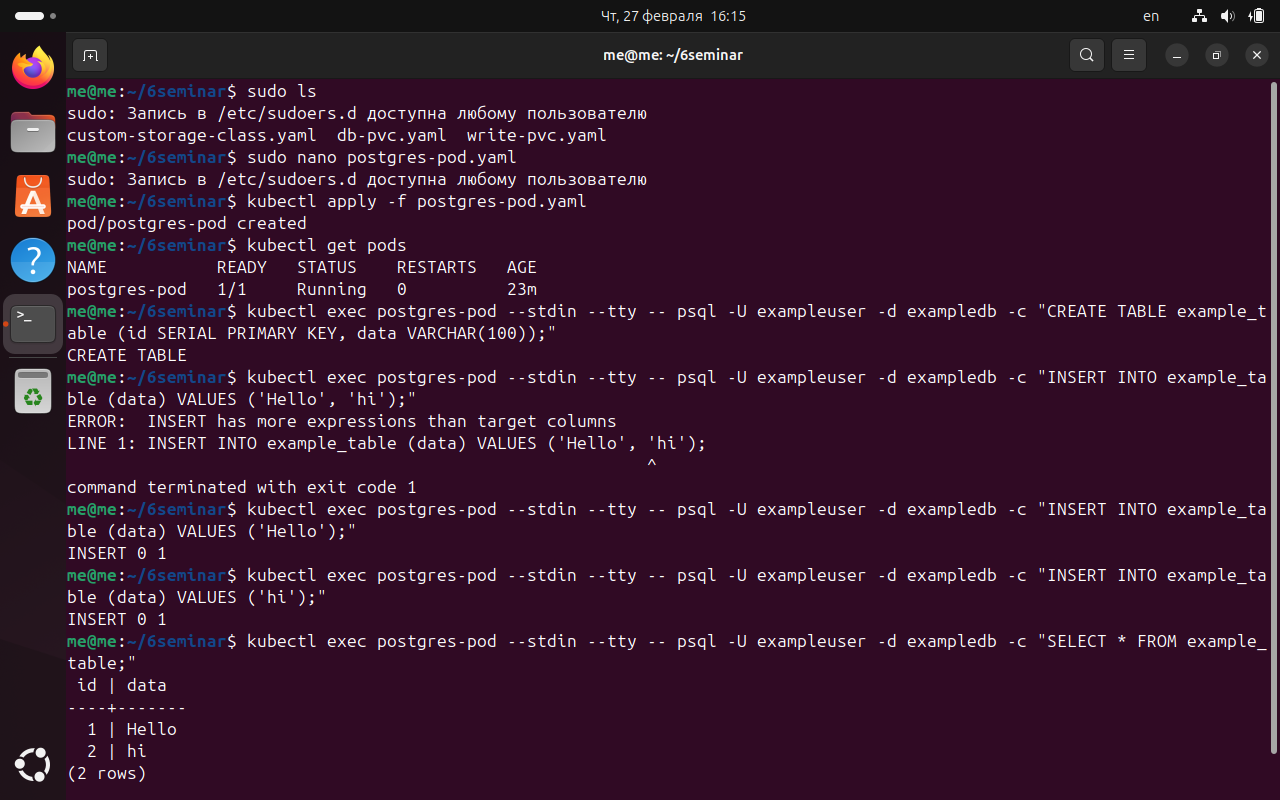 Чт, 27 февраля  16:15
en
me@me: ~/6seminar
me@me:~/6seminar$ sudo ls
sudo: Запись в /etc/sudoers.d доступна любому пользователю
custom-storage-class.yaml  db-pvc.yaml  write-pvc.yaml
me@me:~/6seminar$ sudo nano postgres-pod.yaml
sudo: Запись в /etc/sudoers.d доступна любому пользователю
me@me:~/6seminar$ kubectl apply -f postgres-pod.yaml
pod/postgres-pod created
me@me:~/6seminar$ kubectl get pods
NAME           READY   STATUS    RESTARTS   AGE
postgres-pod   1/1     Running   0          23m
me@me:~/6seminar$ kubectl exec postgres-pod --stdin --tty -- psql -U exampleuser -d exampledb -c "CREATE TABLE example_t
able (id SERIAL PRIMARY KEY, data VARCHAR(100));"
CREATE TABLE
me@me:~/6seminar$ kubectl exec postgres-pod --stdin --tty -- psql -U exampleuser -d exampledb -c "INSERT INTO example_ta
ble (data) VALUES ('Hello', 'hi');"
ERROR:  INSERT has more expressions than target columns
LINE 1: INSERT INTO example_table (data) VALUES ('Hello', 'hi');
                                                          ^
command terminated with exit code 1
me@me:~/6seminar$ kubectl exec postgres-pod --stdin --tty -- psql -U exampleuser -d exampledb -c "INSERT INTO example_ta
ble (data) VALUES ('Hello');"
INSERT 0 1
me@me:~/6seminar$ kubectl exec postgres-pod --stdin --tty -- psql -U exampleuser -d exampledb -c "INSERT INTO example_ta
ble (data) VALUES ('hi');"
INSERT 0 1
me@me:~/6seminar$ kubectl exec postgres-pod --stdin --tty -- psql -U exampleuser -d exampledb -c "SELECT * FROM example_
table;"
 id | data
----+-------
  1 | Hello
  2 | hi
(2 rows)